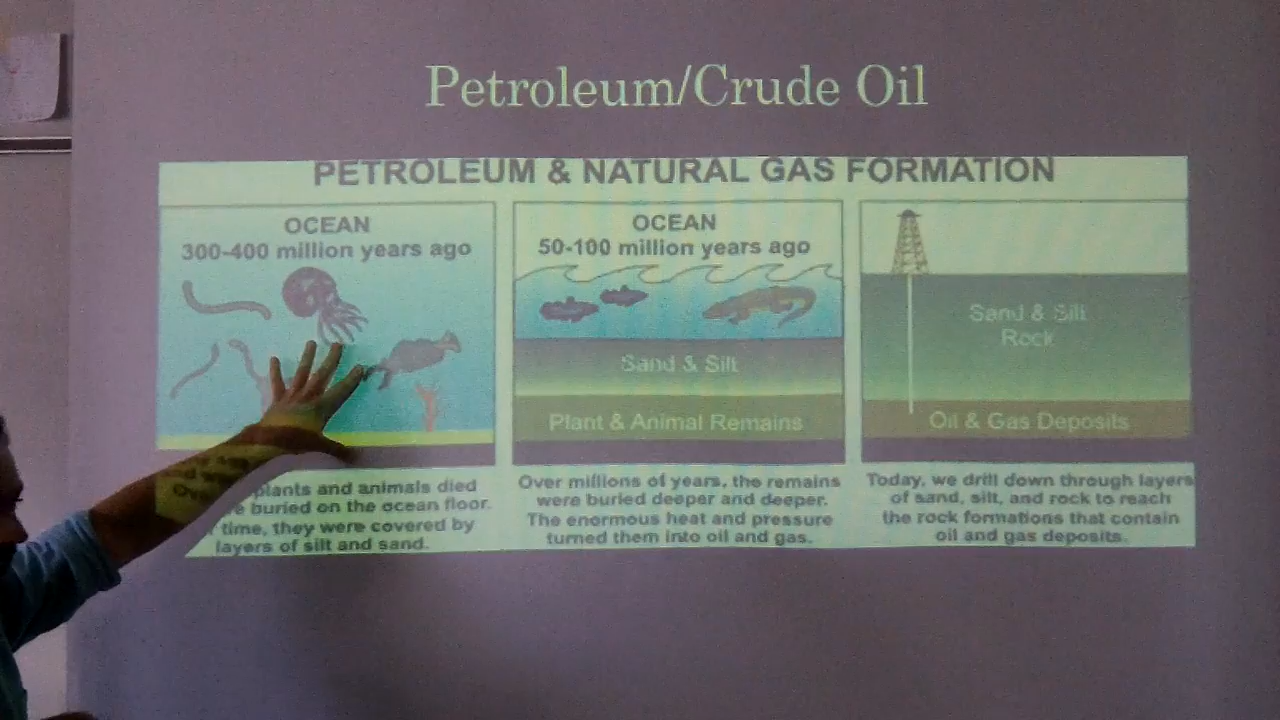 Petroleum/Crude Oil
PETROLEUM & NATURAL GAS FORMATION
OCEAN
300-400 million years ago
plants and animals died
e buried on the ocean floor.
time, they were covered by
layers of silt and sand.
OCEAN
50-100 million years ago
Sand & Silt
Plant & Animal Remains
Over millions of years, the remains
were buried deeper and deeper.
The enormous heat and pressure
turned them into oil and gas.
Sand & Silt
Rock
Oil & Gas Deposits
Today, we drill down through layers
of sand, silt, and rock to reach
the rock formations that contain
oil and gas deposits.